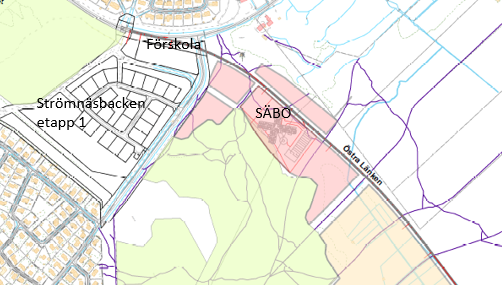 Förskola
Strömnäsbacken
etapp 1
SÄBO
Östra Länken